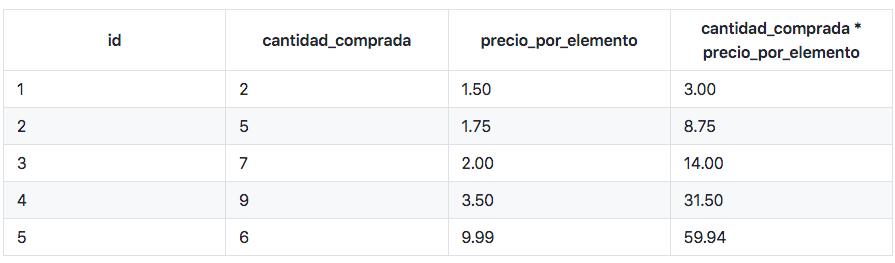 id cantidad_comprada precio_por_elemento cantidad_comprada *
precio_por_elemento
1 2 1.50 3.00
2 5 1.75 8.75
3 7 2.00 14.00
4 9 3.50 31.50
5 6 9.99 59.94